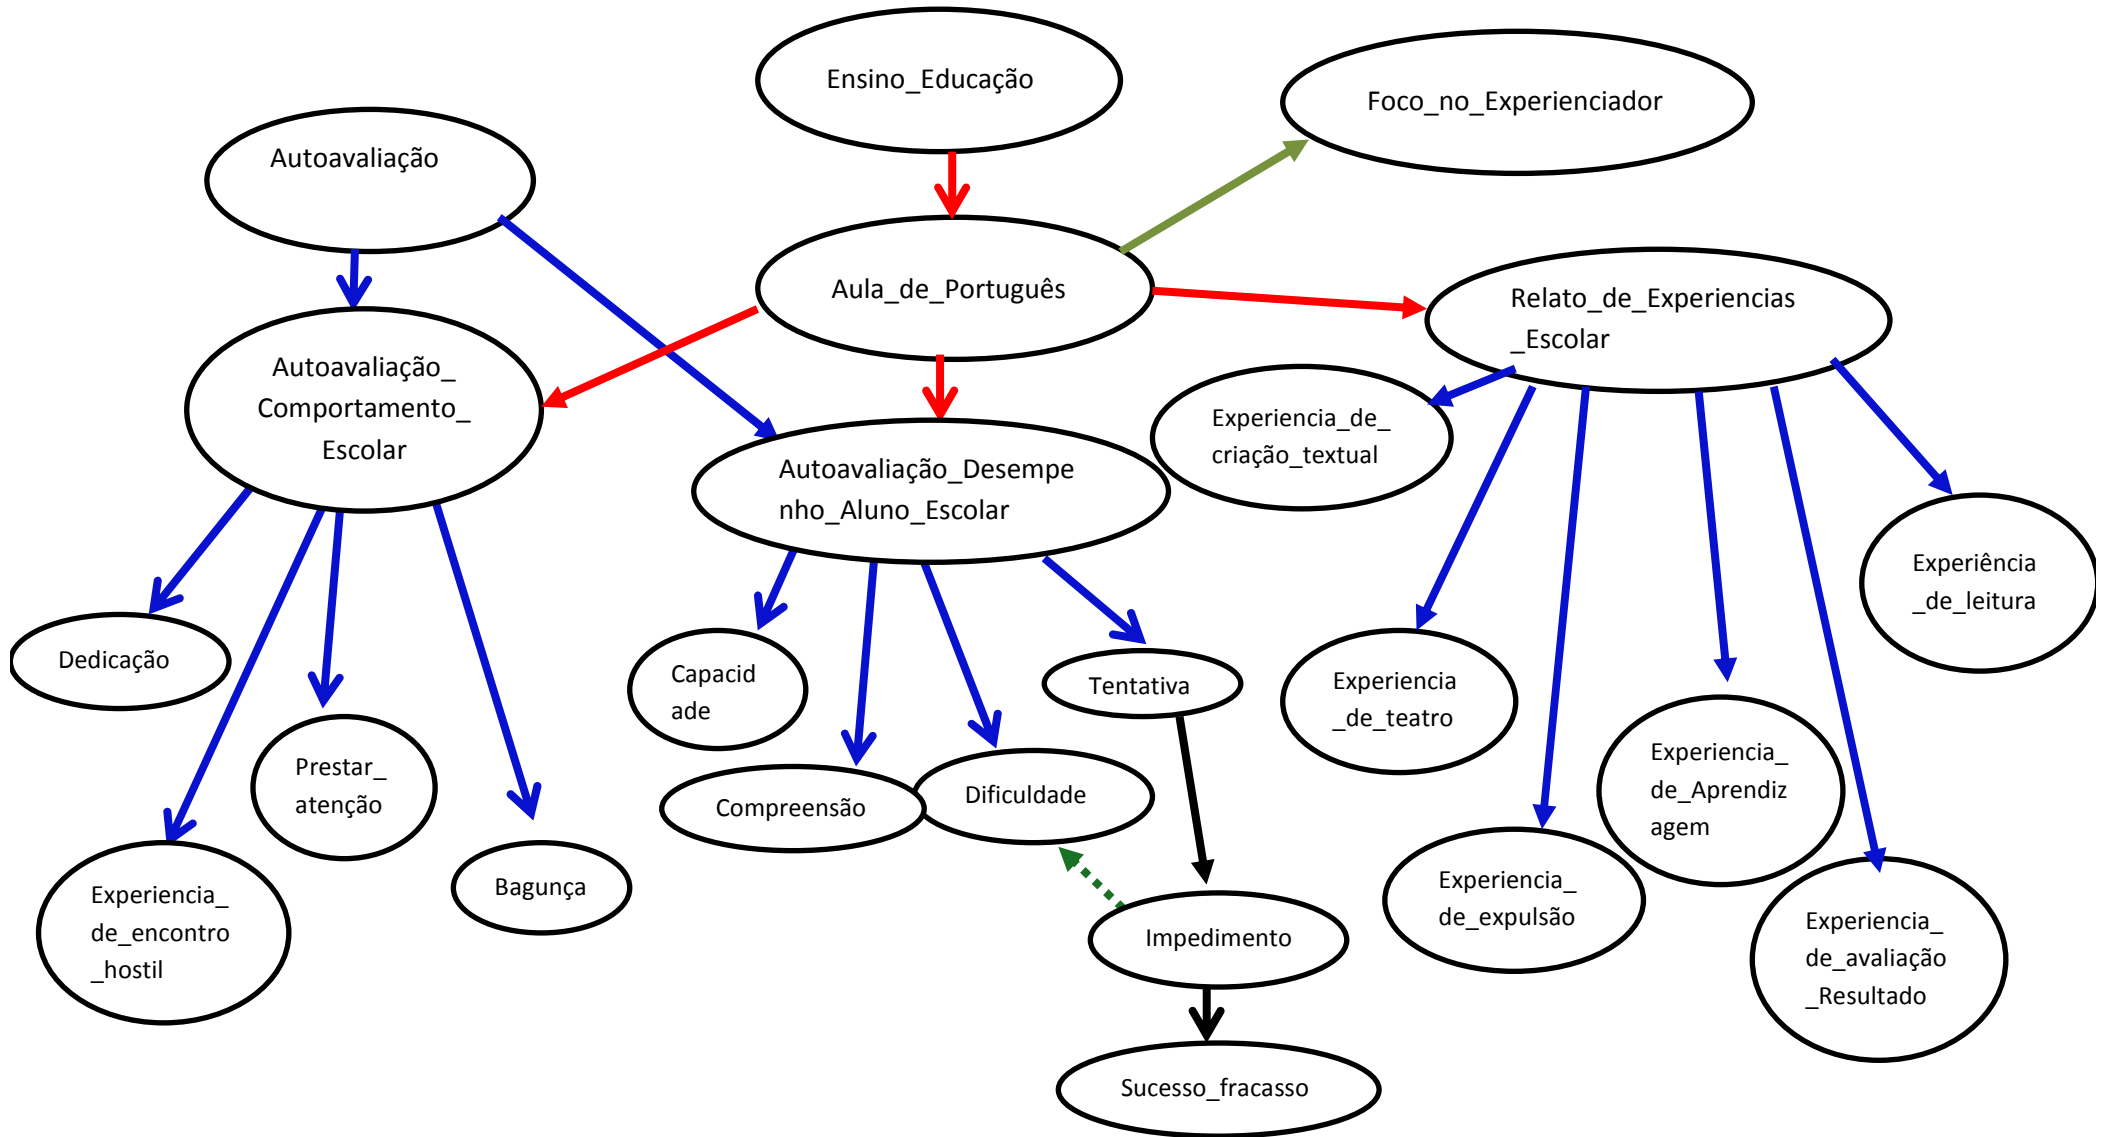 Ensino_Educação
Foco_no_Experienciador
Autoavaliação
Aula_de_Português
Relato_de_Experiencias
_Escolar
Autoavaliação_
Comportamento_
Escolar
Experiencia_de_
criação_textual
Autoavaliação_Desempe
nho_Aluno_Escolar
Experiência
_de_leitura
Dedicação
Capacid
ade
Tentativa
Experiencia
_de_teatro
Prestar_
atenção
Compreensão
Dificuldade
Experiencia_
de_Aprendiz
agem
Experiencia_
de_encontro
_hostil
Bagunça
Impedimento
Experiencia_
de_expulsão
Experiencia_
de_avaliação
_Resultado
Sucesso_fracasso